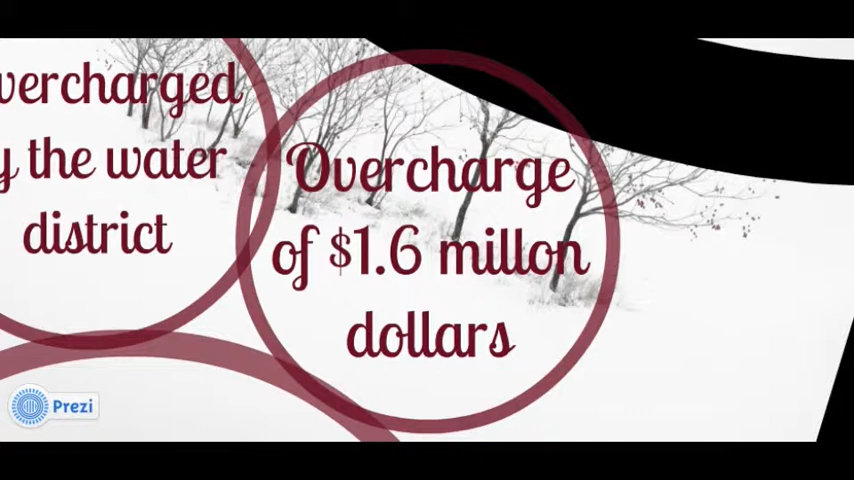 vercharged
y the water
district
Overcharge
of $1.6 millon
dollars
Prezi